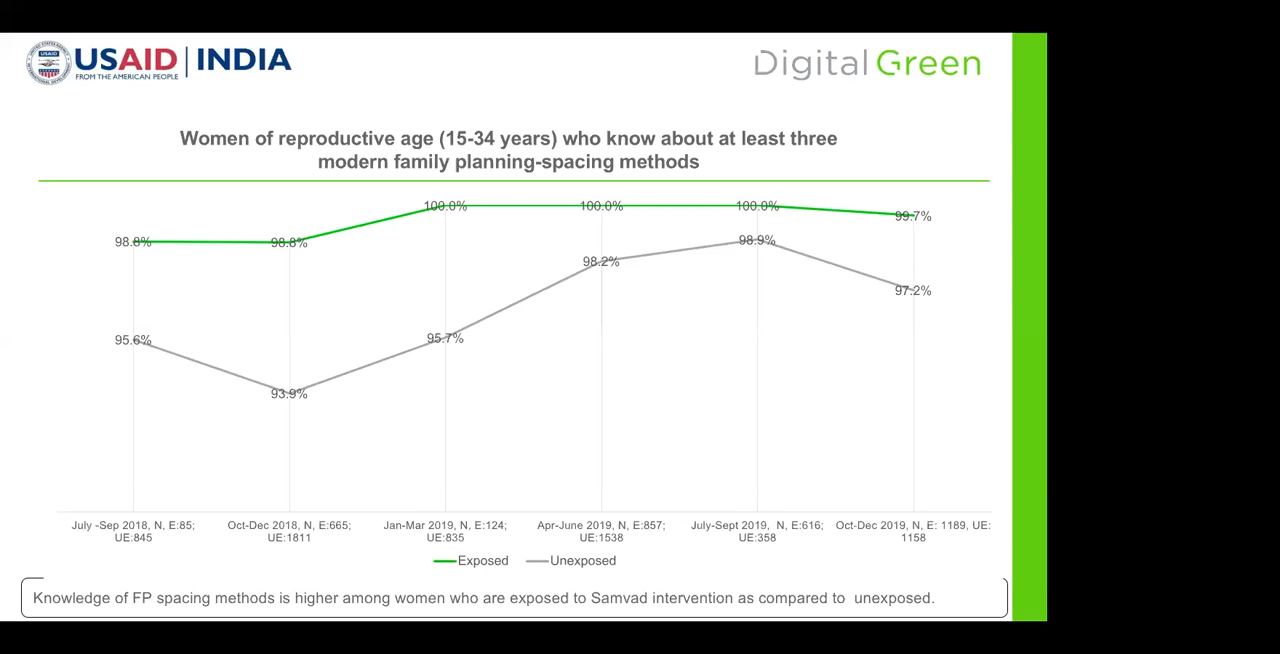 USAID | INDIA
FROM THE AMERICAN PEOPLE
Digital Green
Women of reproductive age (15-34 years) who know about at least three
modern family planning-spacing methods
100.0%
100.0%
100.0%
99.7%
98.8%
98.8%
98.9%
98.2%
97.2%
95.6%
95.7%
93.9%
July -Sep 2018, N, E:85;
UE:845
Oct-Dec 2018, N, E:665;
UE:1811
Jan-Mar 2019, N, E:124;
UE:835
Apr-June 2019, N, E:857;
UE:1538
July-Sept 2019, N, E:616;
UE:358
Oct-Dec 2019, N, E: 1189, UE:
1158
Exposed
Unexposed
Knowledge of FP spacing methods is higher among women who are exposed to Samvad intervention as compared to unexposed.